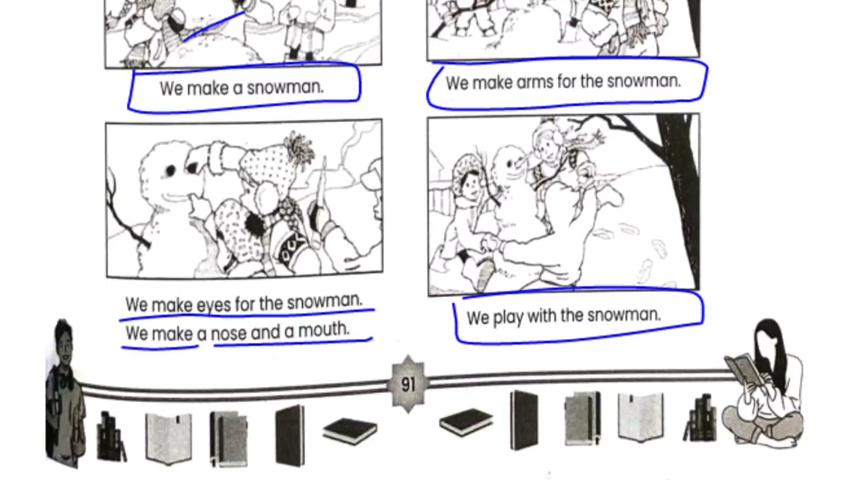 We make a snowman.
We make arms for the snowman.
We make eyes for the snowman.
We make a nose and a mouth.
We play with the snowman.
91